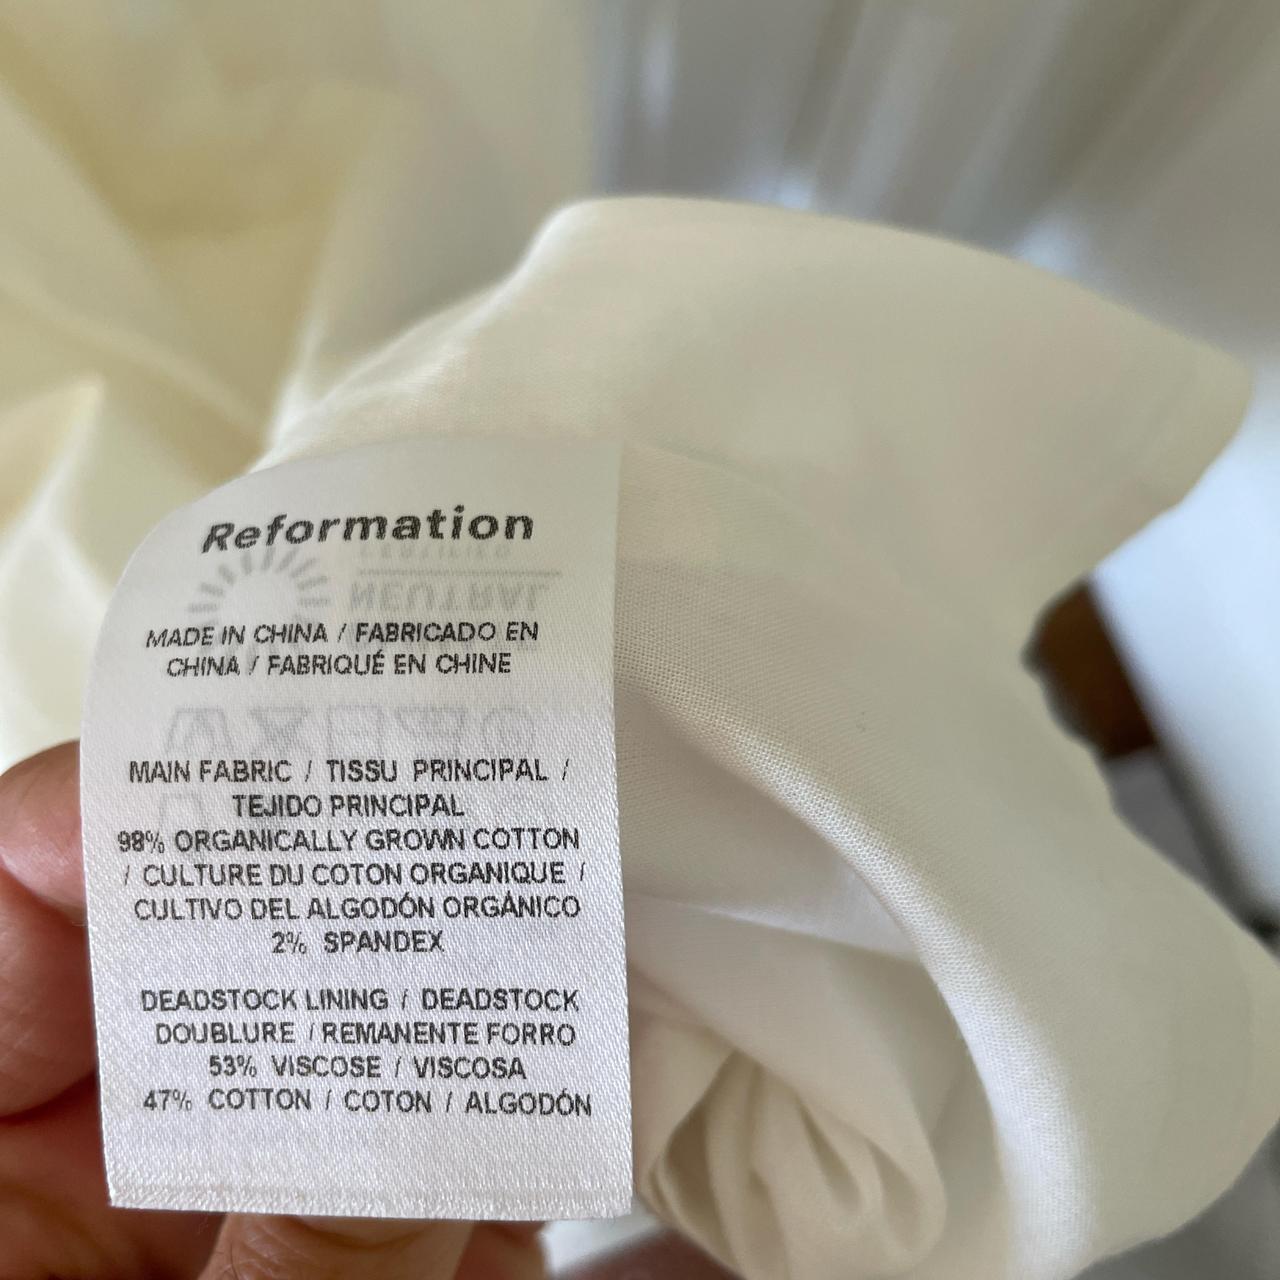 Reformation
CERTIFIED
NEUTRAL
MADE IN CHINA / FABRICADO EN
CHINA / FABRIQUÉ EN CHINE
MAIN FABRIC / TISSU PRINCIPAL /
TEJIDO PRINCIPAL
98% ORGANICALLY GROWN COTTON
/ CULTURE DU COTON ORGANIQUE /
CULTIVO DEL ALGODÓN ORGÁNICO
2% SPANDEX
DEADSTOCK LINING / DEADSTOCK
DOUBLURE / REMANENTE FORRO
53% VISCOSE / VISCOSA
47% COTTON / COTON / ALGODÓN